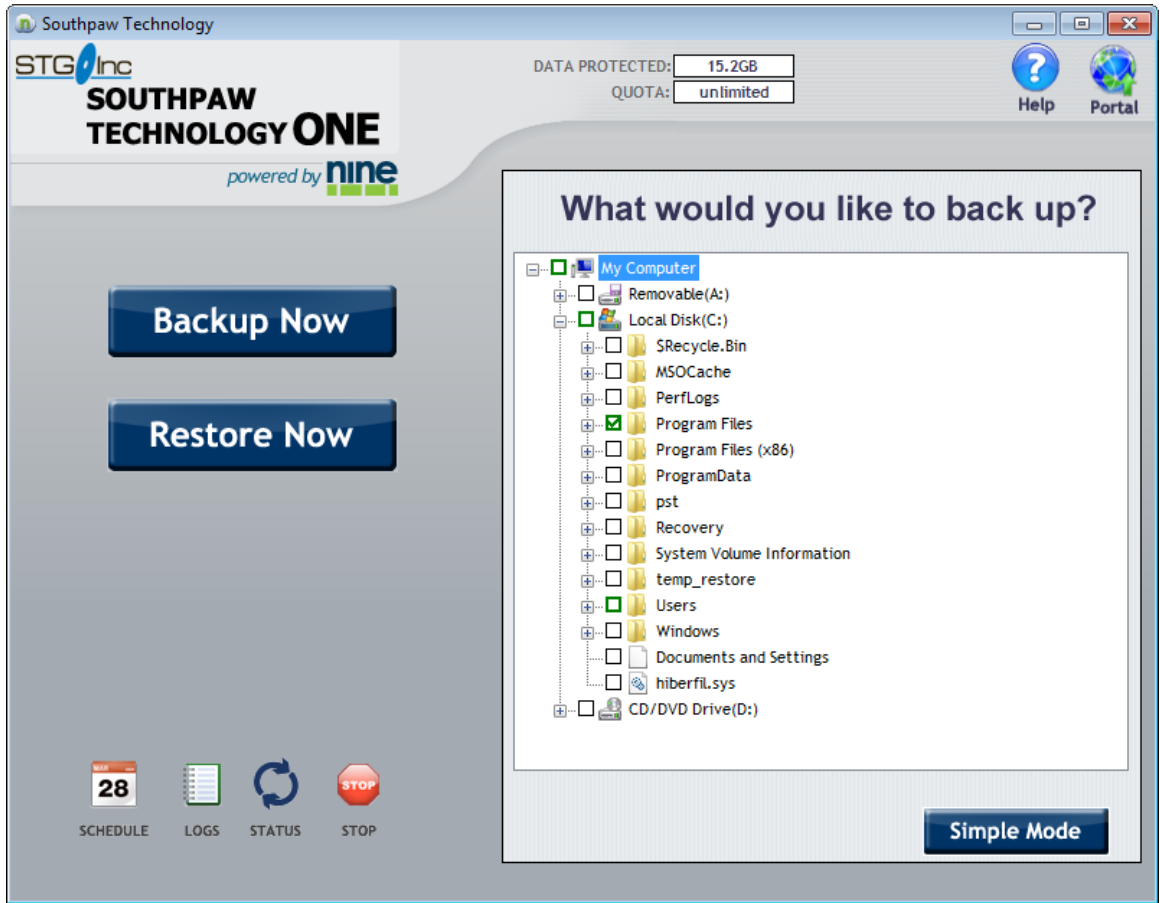 Southpaw Technology
STG Inc
SOUTHPAW
TECHNOLOGY ONE
powered by nine
DATA PROTECTED: 15.2GB
QUOTA: unlimited
Help
Portal
What would you like to back up?
My Computer
Removable(A:)
Local Disk(C:)
SRecycle.Bin
MSOCache
PerfLogs
Program Files
Program Files (x86)
ProgramData
pst
Recovery
System Volume Information
temp_restore
Users
Windows
Documents and Settings
hiberfil.sys
CD/DVD Drive(D:)
Backup Now
Restore Now
MAR
28
STOP
SCHEDULE
LOGS
STATUS
STOP
Simple Mode